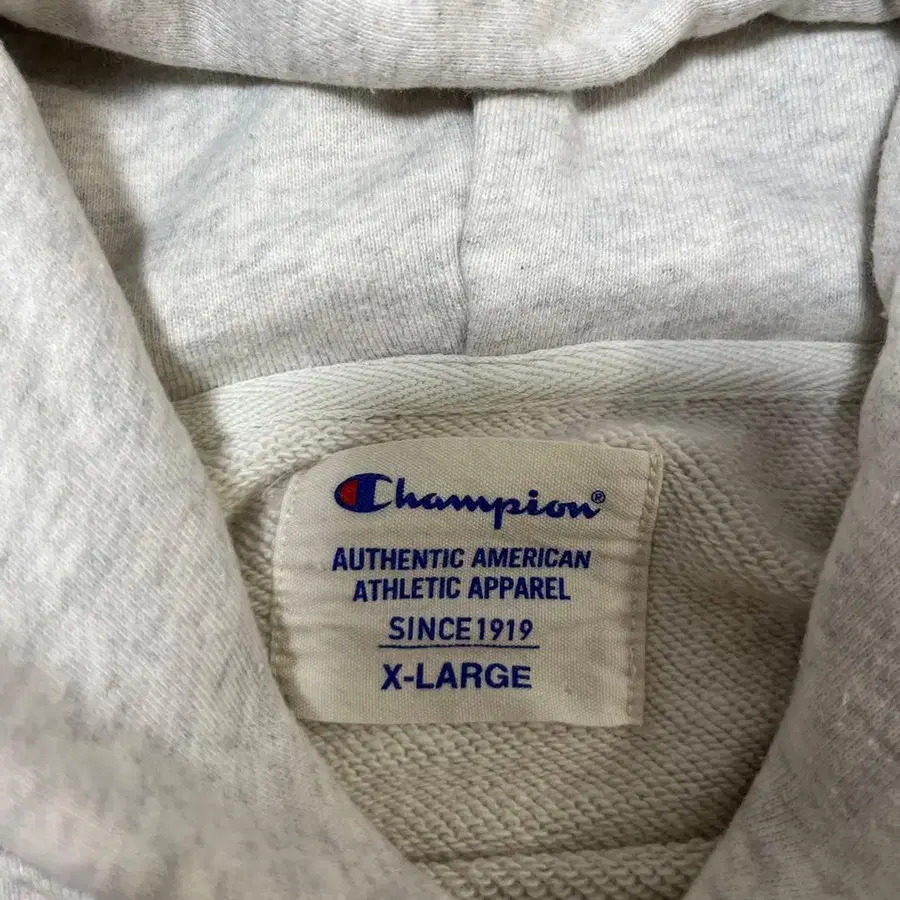 Champion®
AUTHENTIC AMERICAN
ATHLETIC APPAREL
SINCE 1919
X-LARGE